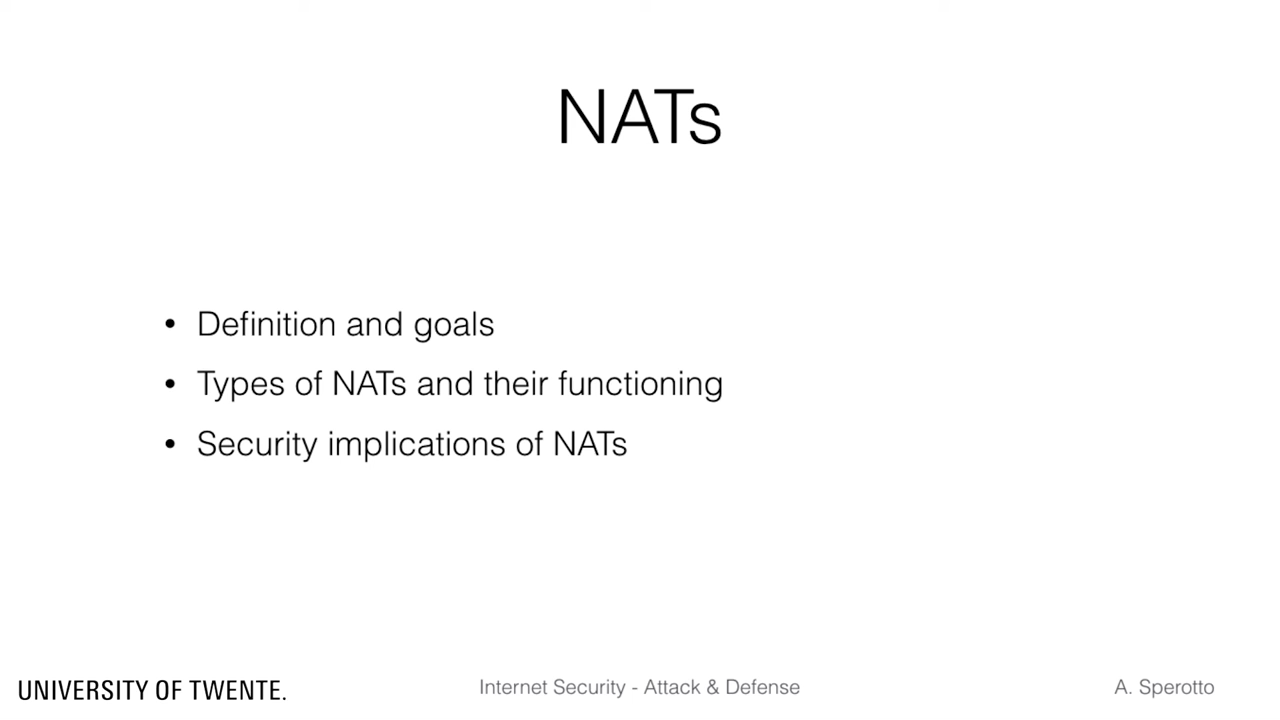 NATs
• Definition and goals
• Types of NATs and their functioning
• Security implications of NATs
UNIVERSITY OF TWENTE.
Internet Security - Attack & Defense
A. Sperotto